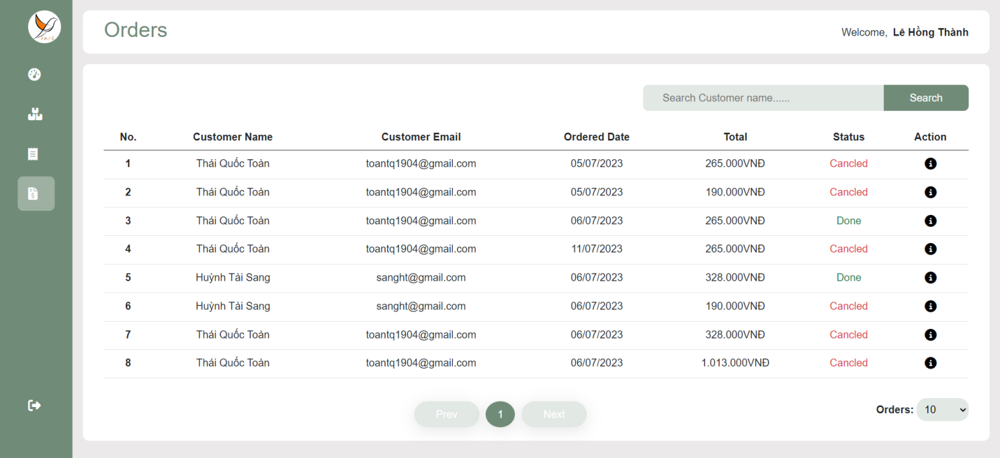 Orders
Welcome, Lê Hồng Thành
Search Customer name...... Search
No. Customer Name Customer Email Ordered Date Total Status Action
1 Thái Quốc Toàn toantq1904@gmail.com 05/07/2023 265.000VNĐ Cancled
2 Thái Quốc Toàn toantq1904@gmail.com 05/07/2023 190.000VNĐ Cancled
3 Thái Quốc Toàn toantq1904@gmail.com 06/07/2023 265.000VNĐ Done
4 Thái Quốc Toàn toantq1904@gmail.com 11/07/2023 265.000VNĐ Cancled
5 Huỳnh Tài Sang sanght@gmail.com 06/07/2023 328.000VNĐ Done
6 Huỳnh Tài Sang sanght@gmail.com 06/07/2023 190.000VNĐ Cancled
7 Thái Quốc Toàn toantq1904@gmail.com 06/07/2023 328.000VNĐ Cancled
8 Thái Quốc Toàn toantq1904@gmail.com 06/07/2023 1.013.000VNĐ Cancled
Prev 1 Next
Orders: 10